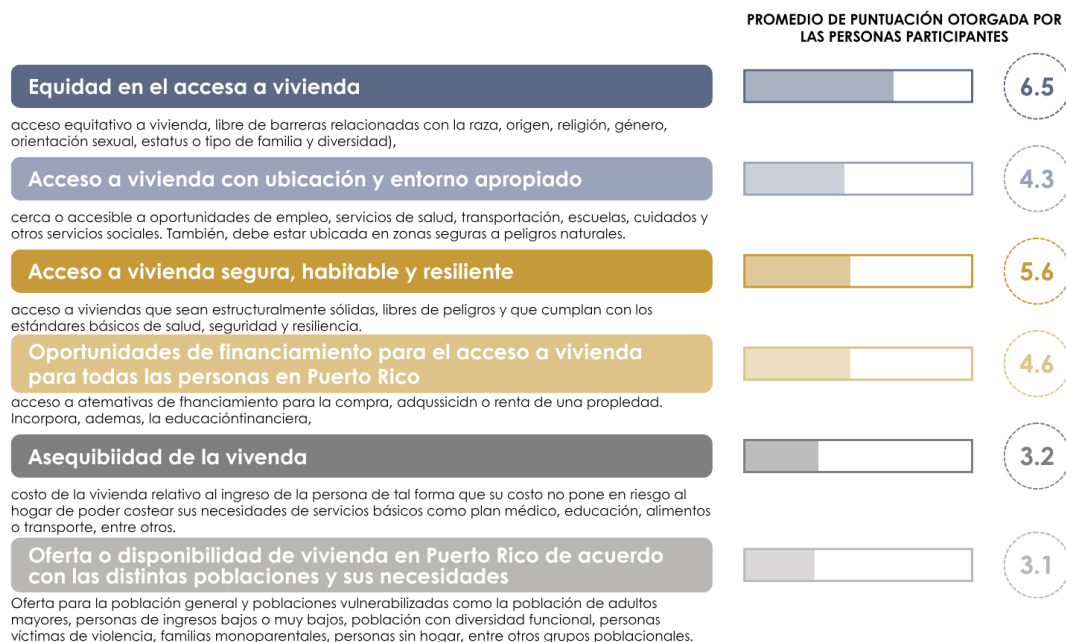 PROMEDIO DE PUNTUACIÓN OTORGADA POR
LAS PERSONAS PARTICIPANTES
Equidad en el accesa a vivienda
6.5
acceso equitativo a vivienda, libre de barreras relacionadas con la raza, origen, religión, género,
orientación sexual, estatus o tipo de familia y diversidad),
Acceso a vivienda con ubicación y entorno apropiado
4.3
cerca o accesible a oportunidades de empleo, servicios de salud, transportación, escuelas, cuidados y
otros servicios sociales. También, debe estar ubicada en zonas seguras a peligros naturales.
Acceso a vivienda segura, habitable y resiliente
5.6
acceso a viviendas que sean estructuralmente sólidas, libres de peligros y que cumplan con los
estándares básicos de salud, seguridad y resiliencia.
Oportunidades de financiamiento para el acceso a vivienda
para todas las personas en Puerto Rico
4.6
acceso a atemativas de fhanciamiento para la compra, adqussicidn o renta de una propledad.
Incorpora, ademas, la educacióntinanciera,
Asequibiidad de la vivenda
3.2
costo de la vivienda relativo al ingreso de la persona de tal forma que su costo no pone en riesgo al
hogar de poder costear sus necesidades de servicios básicos como plan médico, educación, alimentos
o transporte, entre otros.
Oferta o disponibilidad de vivienda en Puerto Rico de acuerdo
con las distintas poblaciones y sus necesidades
3.1
Oferta para la población general y poblaciones vulnerabilizadas como la población de adultos
mayores, personas de ingresos bajos o muy bajos, población con diversidad funcional, personas
víctimas de violencia, familias monoparentales, personas sin hogar, entre otros grupos poblacionales.